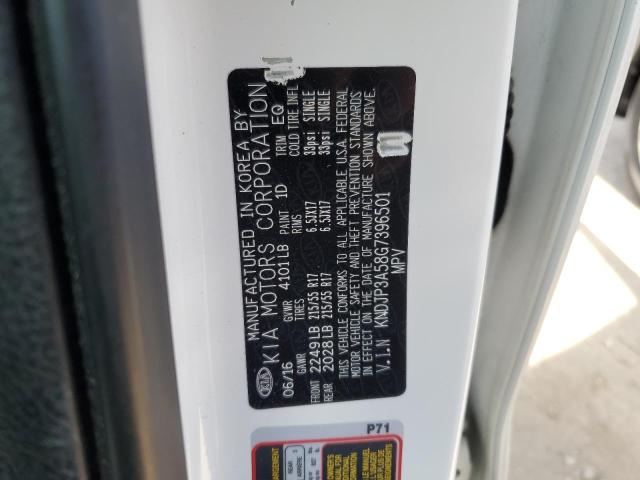 MANUFACTURED IN KOREA BY
KIA KIA MOTORS CORPORATION
06/16 GVWR 4101LB PAINT 1D TRIM EQ
GAWR TIRES RIMS COLD TIRE INFL
FRONT 2249LB 215/55 R17 6.5JX17 33psi SINGLE
REAR 2028LB 215/55 R17 6.5JX17 33psi SINGLE
THIS VEHICLE CONFORMS TO ALL APPLICABLE U.S.A. FEDERAL
MOTOR VEHICLE SAFETY AND THEFT PREVENTION STANDARDS
IN EFFECT ON THE DATE OF MANUFACTURE SHOWN ABOVE.
V.I.N KNDJP3A58G7396501
MPV
P71
REAR
ARRIÈRE